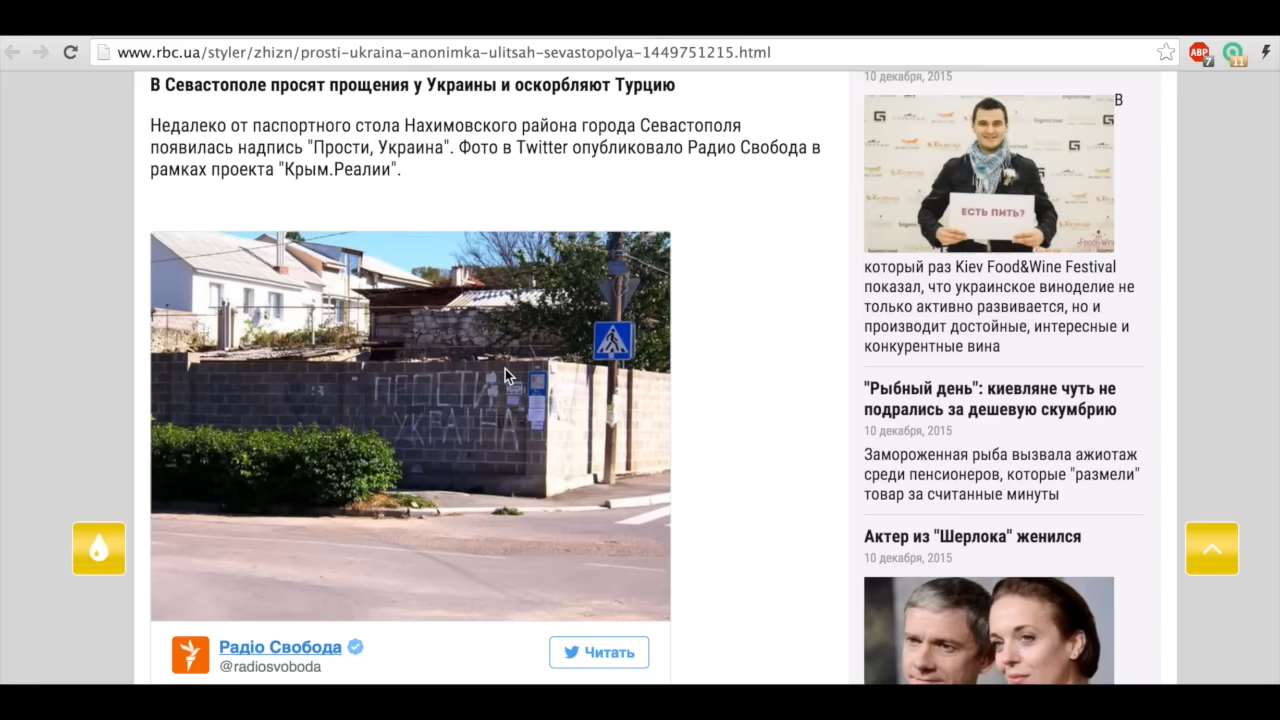 www.rbc.ua/styler/zhizn/prosti-ukraina-anonimka-ulitsah-sevastopolya-1449751215.html
ABP
7
11
В Севастополе просят прощения у Украины и оскорбляют Турцию
Недалеко от паспортного стола Нахимовского района города Севастополя
появилась надпись "Прости, Украина". Фото в Twitter опубликовало Радио Свобода в
рамках проекта "Крым.Реалии".
ПРОСТИ
УКРАЇНА
Радіо Свобода
@radiosvoboda
Читать
10 декабря, 2015
В
ЕСТЬ ПИТЬ?
который раз Kiev Food&Wine Festival
показал, что украинское виноделие не
только активно развивается, но и
производит достойные, интересные и
конкурентные вина
"Рыбный день": киевляне чуть не
подрались за дешевую скумбрию
10 декабря, 2015
Замороженная рыба вызвала ажиотаж
среди пенсионеров, которые "размели"
товар за считанные минуты
Актер из "Шерлока" женился
10 декабря, 2015